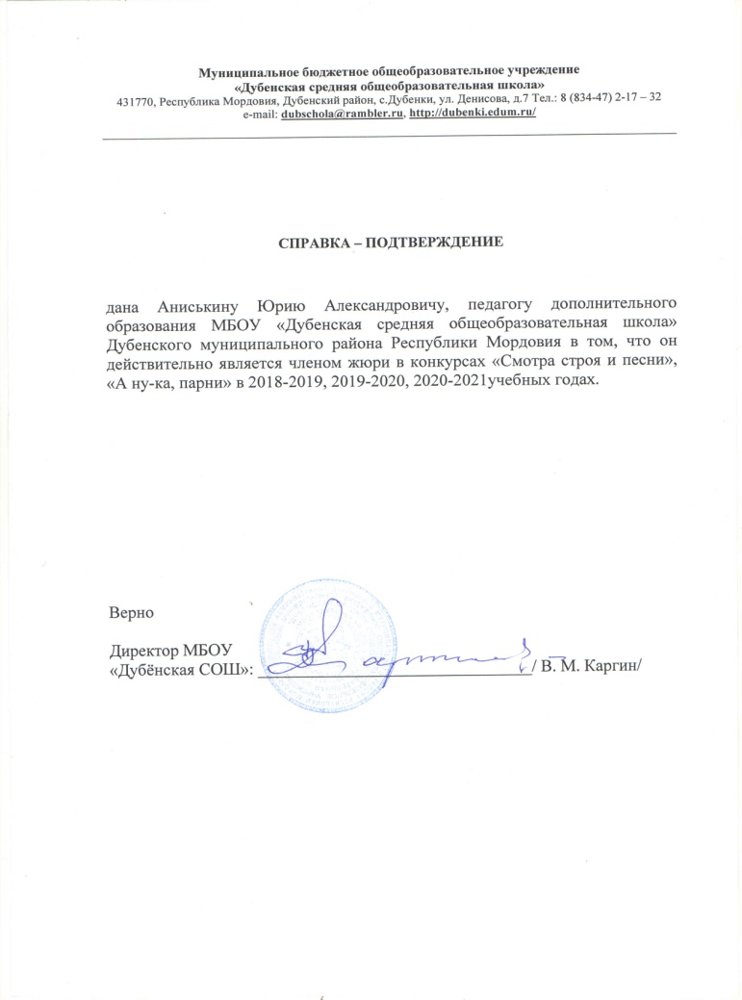 Муниципальное бюджетное общеобразовательное учреждение
«Дубенская средняя общеобразовательная школа»
431770, Республика Мордовия, Дубенский район, с.Дубенки, ул. Денисова, д.7 Тел.: 8 (834-47) 2-17 – 32
e-mail: dubschola@rambler.ru, http://dubenki.edum.ru/
СПРАВКА – ПОДТВЕРЖДЕНИЕ
дана Аниськину Юрию Александровичу, педагогу дополнительного
образования МБОУ «Дубенская средняя общеобразовательная школа»
Дубенского муниципального района Республики Мордовия в том, что он
действительно является членом жюри в конкурсах «Смотра строя и песни»,
«А ну-ка, парни» в 2018-2019, 2019-2020, 2020-2021учебных годах.
Верно
Директор МБОУ
«Дубёнская СОШ»: / В. М. Каргин/